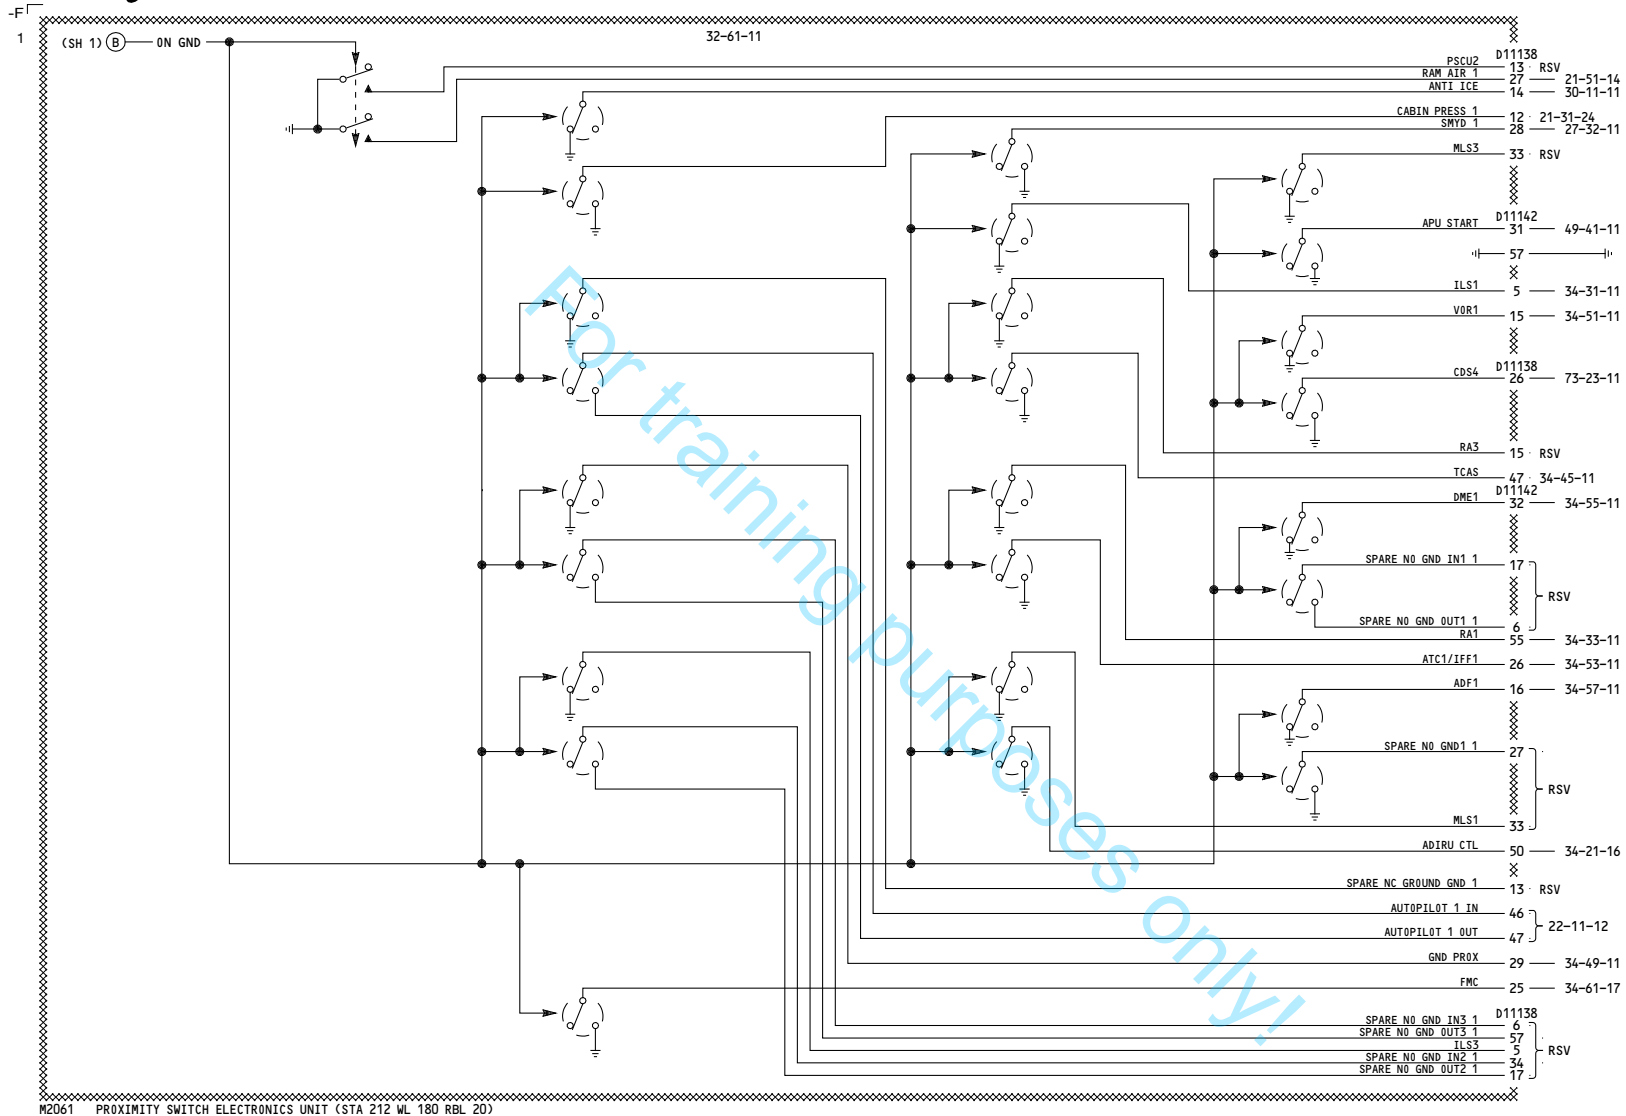 -F
1
(SH 1) B ON GND
32-61-11
D11138
PSCU2 13 RSV
RAM AIR 1 27 21-51-14
ANTI ICE 14 30-11-11
CABIN PRESS 1 12 21-31-24
SMYD 1 28 27-32-11
MLS3 33 RSV
D11142
APU START 31 49-41-11
57
ILS1 5 34-31-11
VOR1 15 34-51-11
D11138
CDS4 26 73-23-11
RA3 15 RSV
TCAS 47 34-45-11
D11142
DME1 32 34-55-11
SPARE NO GND IN1 1 17
RSV
SPARE NO GND OUT1 1 6
RA1 55 34-33-11
ATC1/IFF1 26 34-53-11
ADF1 16 34-57-11
SPARE NO GND1 1 27
RSV
MLS1 33
ADIRU CTL 50 34-21-16
SPARE NC GROUND GND 1 13 RSV
AUTOPILOT 1 IN 46
22-11-12
AUTOPILOT 1 OUT 47
GND PROX 29 34-49-11
FMC 25 34-61-17
D11138
SPARE NO GND IN3 1 6
SPARE NO GND OUT3 1 57
ILS3 5 RSV
SPARE NO GND IN2 1 34
SPARE NO GND OUT2 1 17
M2061 PROXIMITY SWITCH ELECTRONICS UNIT (STA 212 WL 180 RBL 20)
For training purposes only!